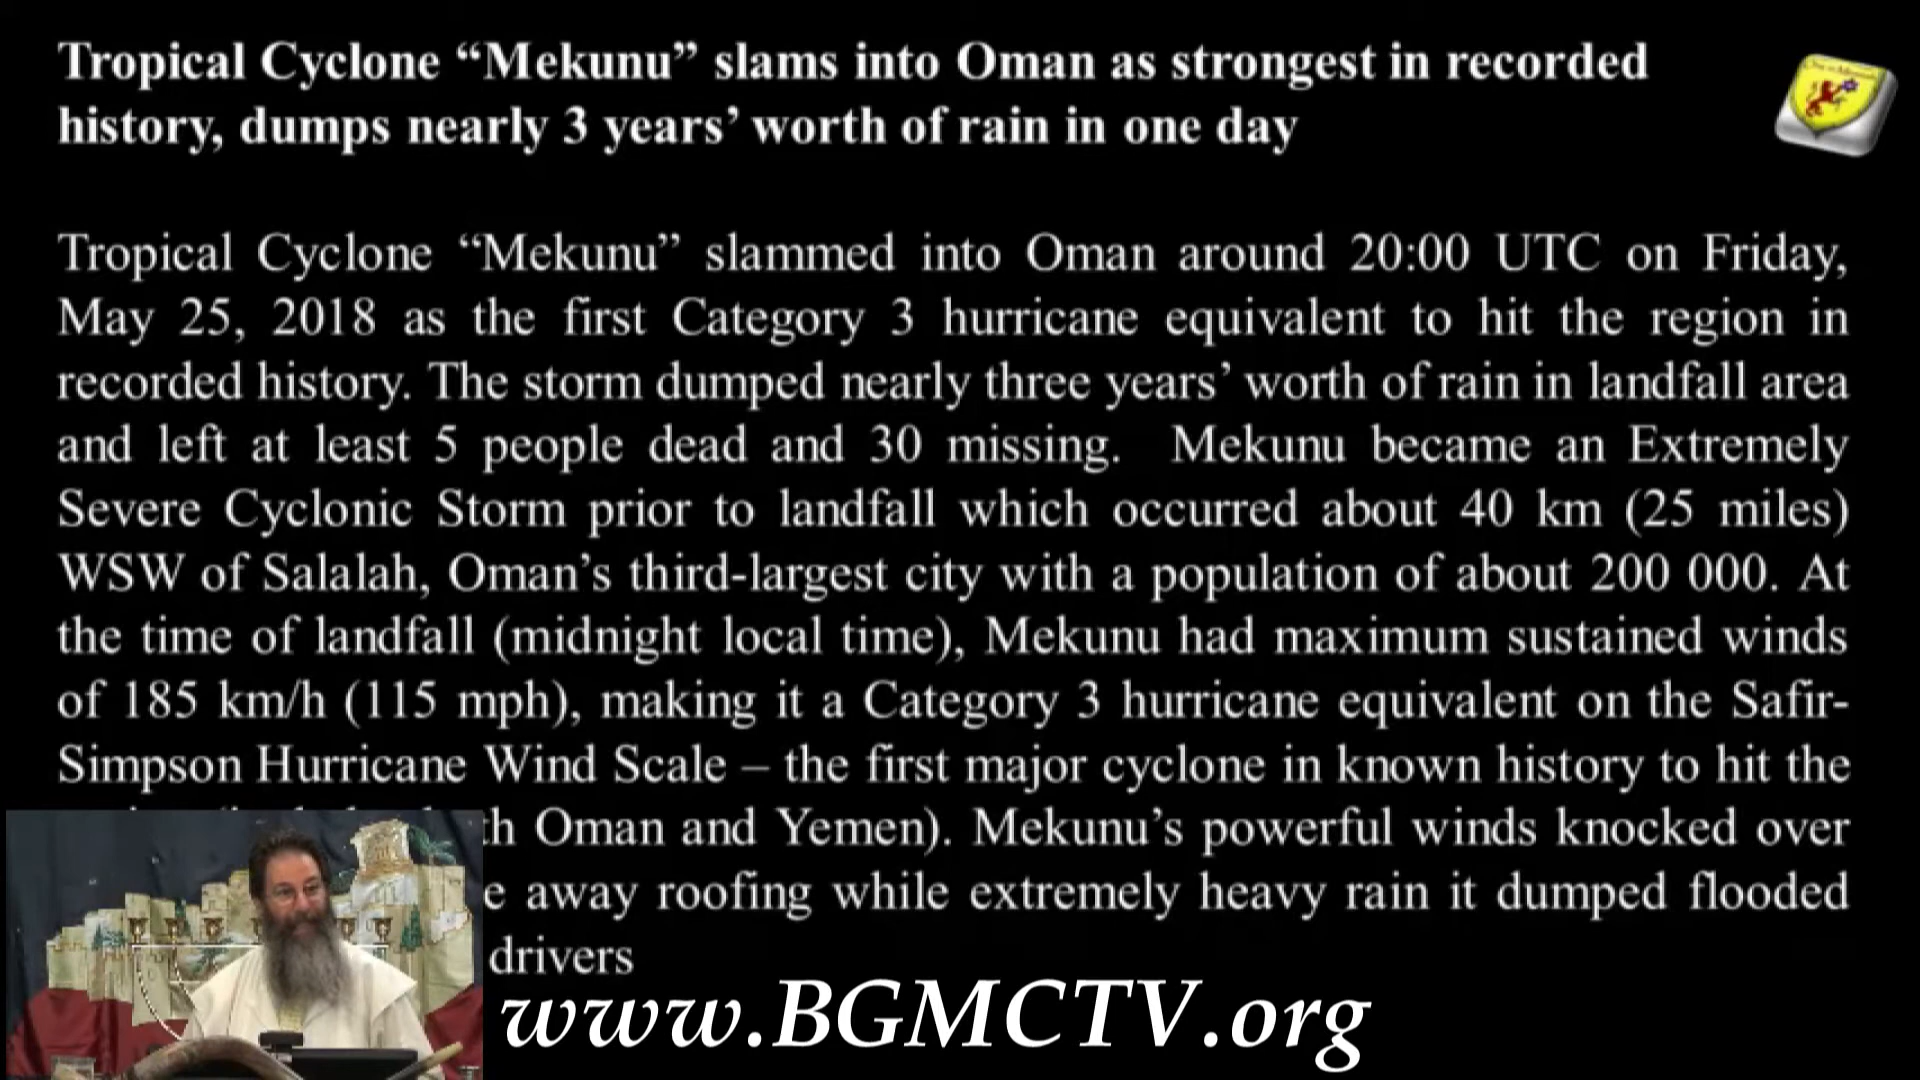 Tropical Cyclone “Mekunu” slams into Oman as strongest in recorded
history, dumps nearly 3 years’ worth of rain in one day
Tropical Cyclone “Mekunu” slammed into Oman around 20:00 UTC on Friday,
May 25, 2018 as the first Category 3 hurricane equivalent to hit the region in
recorded history. The storm dumped nearly three years’ worth of rain in landfall area
and left at least 5 people dead and 30 missing. Mekunu became an Extremely
Severe Cyclonic Storm prior to landfall which occurred about 40 km (25 miles)
WSW of Salalah, Oman’s third-largest city with a population of about 200 000. At
the time of landfall (midnight local time), Mekunu had maximum sustained winds
of 185 km/h (115 mph), making it a Category 3 hurricane equivalent on the Safir-
Simpson Hurricane Wind Scale – the first major cyclone in known history to hit the
Oman and Yemen). Mekunu’s powerful winds knocked over
away roofing while extremely heavy rain it dumped flooded
drivers
www.BGMCTV.org